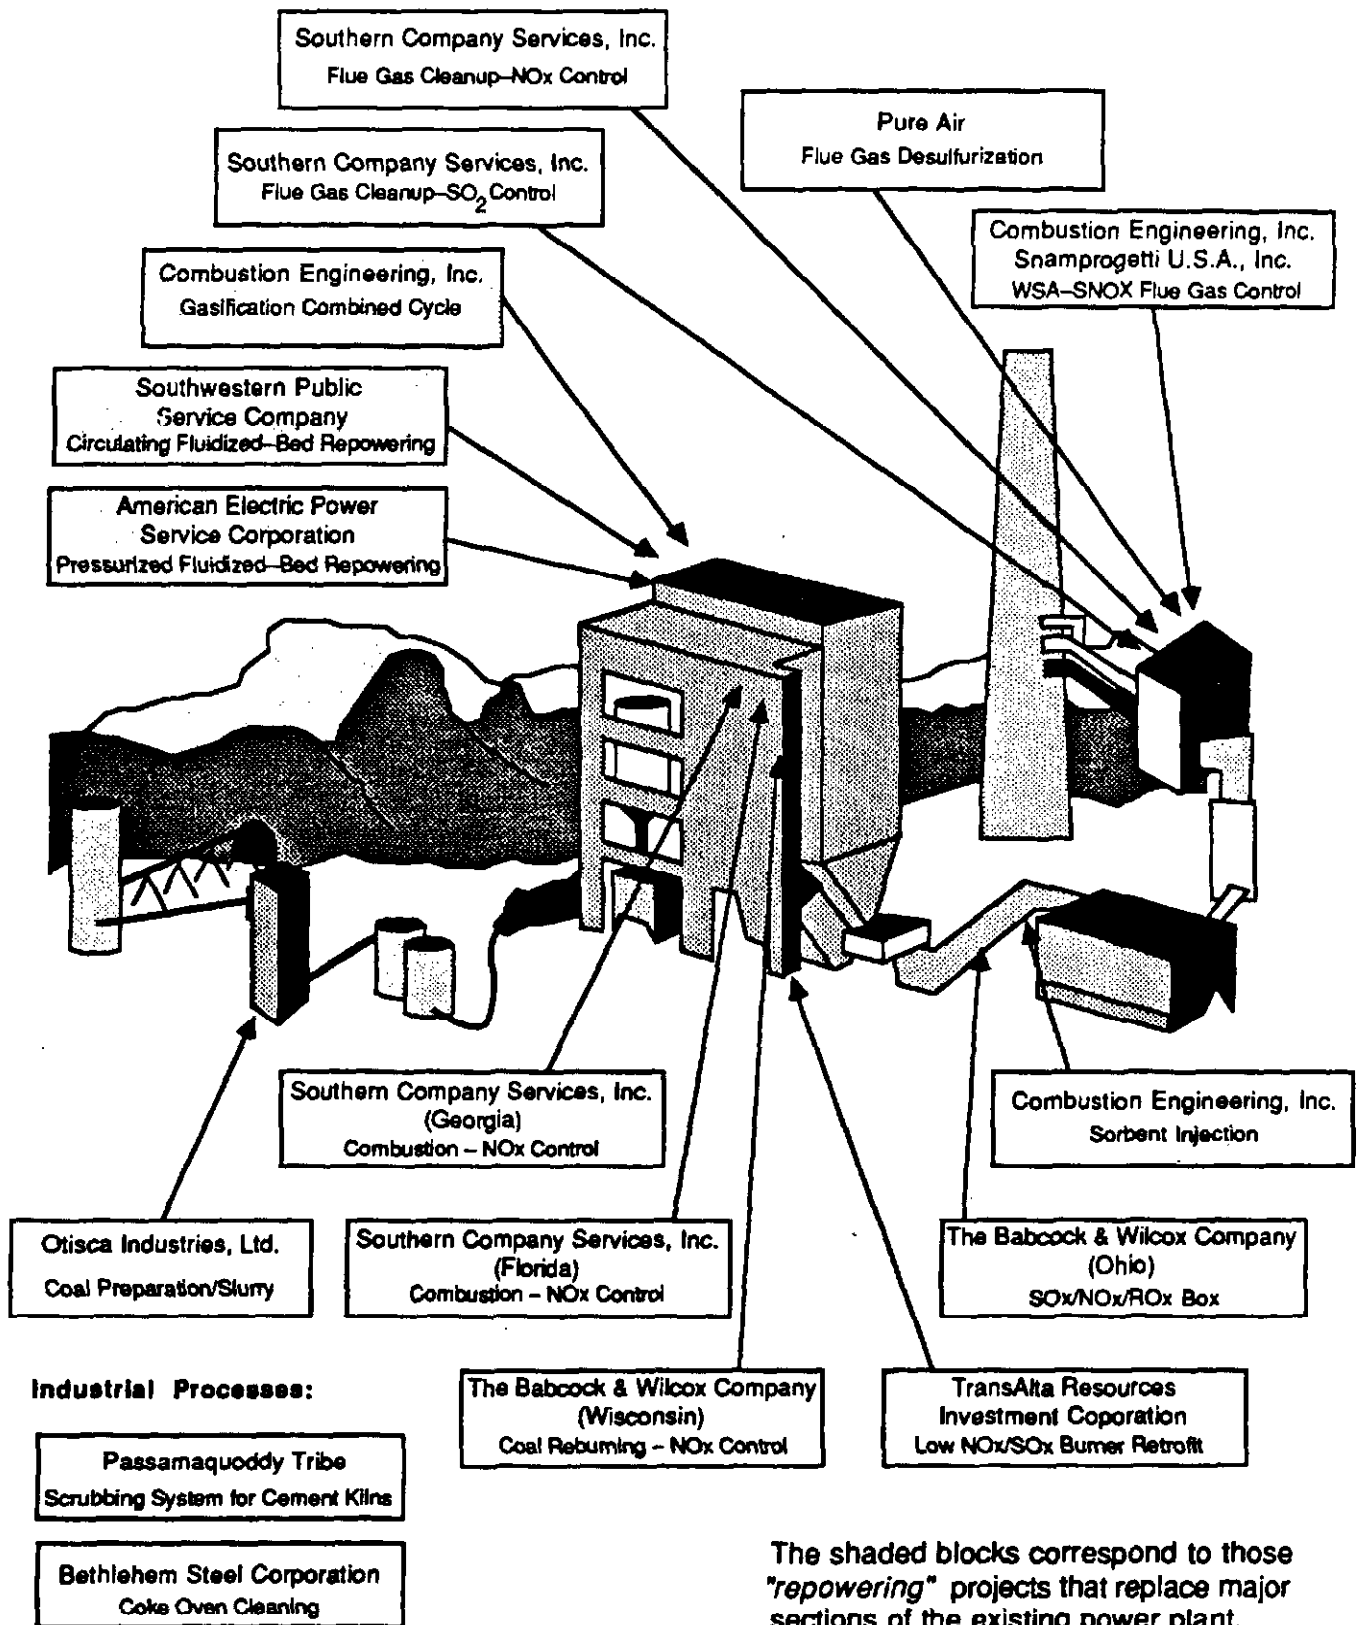 Southern Company Services, Inc.
Flue Gas Cleanup–NOx Control
Pure Air
Flue Gas Desulfurization
Southern Company Services, Inc.
Flue Gas Cleanup–SO2 Control
Combustion Engineering, Inc.
Snamprogetti U.S.A., Inc.
WSA–SNOX Flue Gas Control
Combustion Engineering, Inc.
Gasification Combined Cycle
Southwestern Public
Service Company
Circulating Fluidized–Bed Repowering
American Electric Power
Service Corporation
Pressurized Fluidized–Bed Repowering
Southern Company Services, Inc.
(Georgia)
Combustion – NOx Control
Combustion Engineering, Inc.
Sorbent Injection
Otisca Industries, Ltd.
Coal Preparation/Slurry
Southern Company Services, Inc.
(Florida)
Combustion – NOx Control
The Babcock & Wilcox Company
(Ohio)
SOx/NOx/ROx Box
Industrial Processes:
The Babcock & Wilcox Company
(Wisconsin)
Coal Reburning – NOx Control
TransAlta Resources
Investment Coporation
Low NOx/SOx Burner Retrofit
Passamaquoddy Tribe
Scrubbing System for Cement Kilns
Bethlehem Steel Corporation
Coke Oven Cleaning
The shaded blocks correspond to those
"repowering" projects that replace major
sections of the existing power plant.